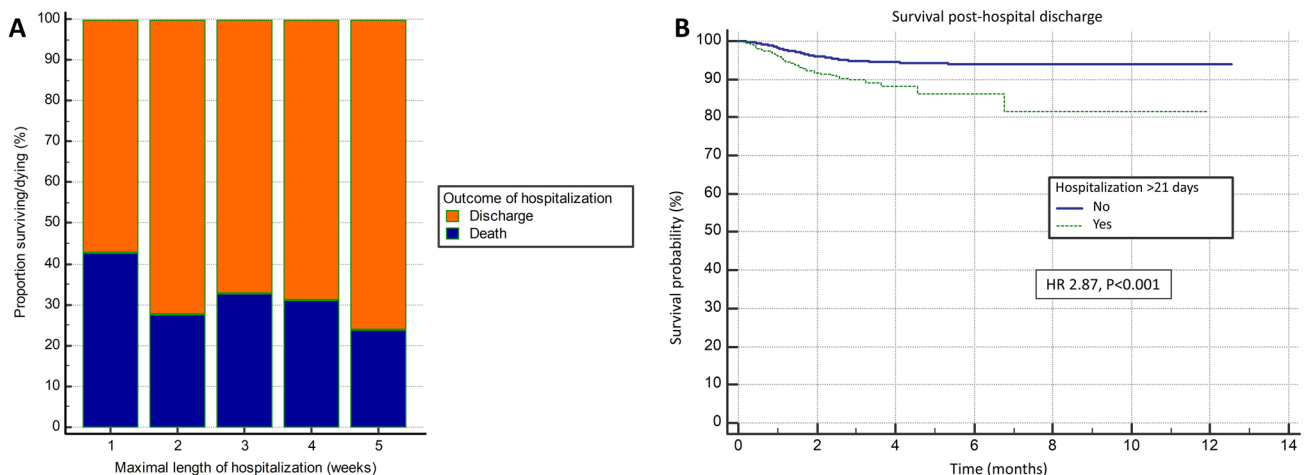 A
Proportion surviving/dying (%)
100
90
80
70
60
50
40
30
20
10
0
1 2 3 4 5
Maximal length of hospitalization (weeks)
Outcome of hospitalization
Discharge
Death
B
Survival post-hospital discharge
Survival probability (%)
100
90
80
70
60
50
40
30
20
10
0
0 2 4 6 8 10 12 14
Time (months)
Hospitalization >21 days
No
Yes
HR 2.87, P<0.001